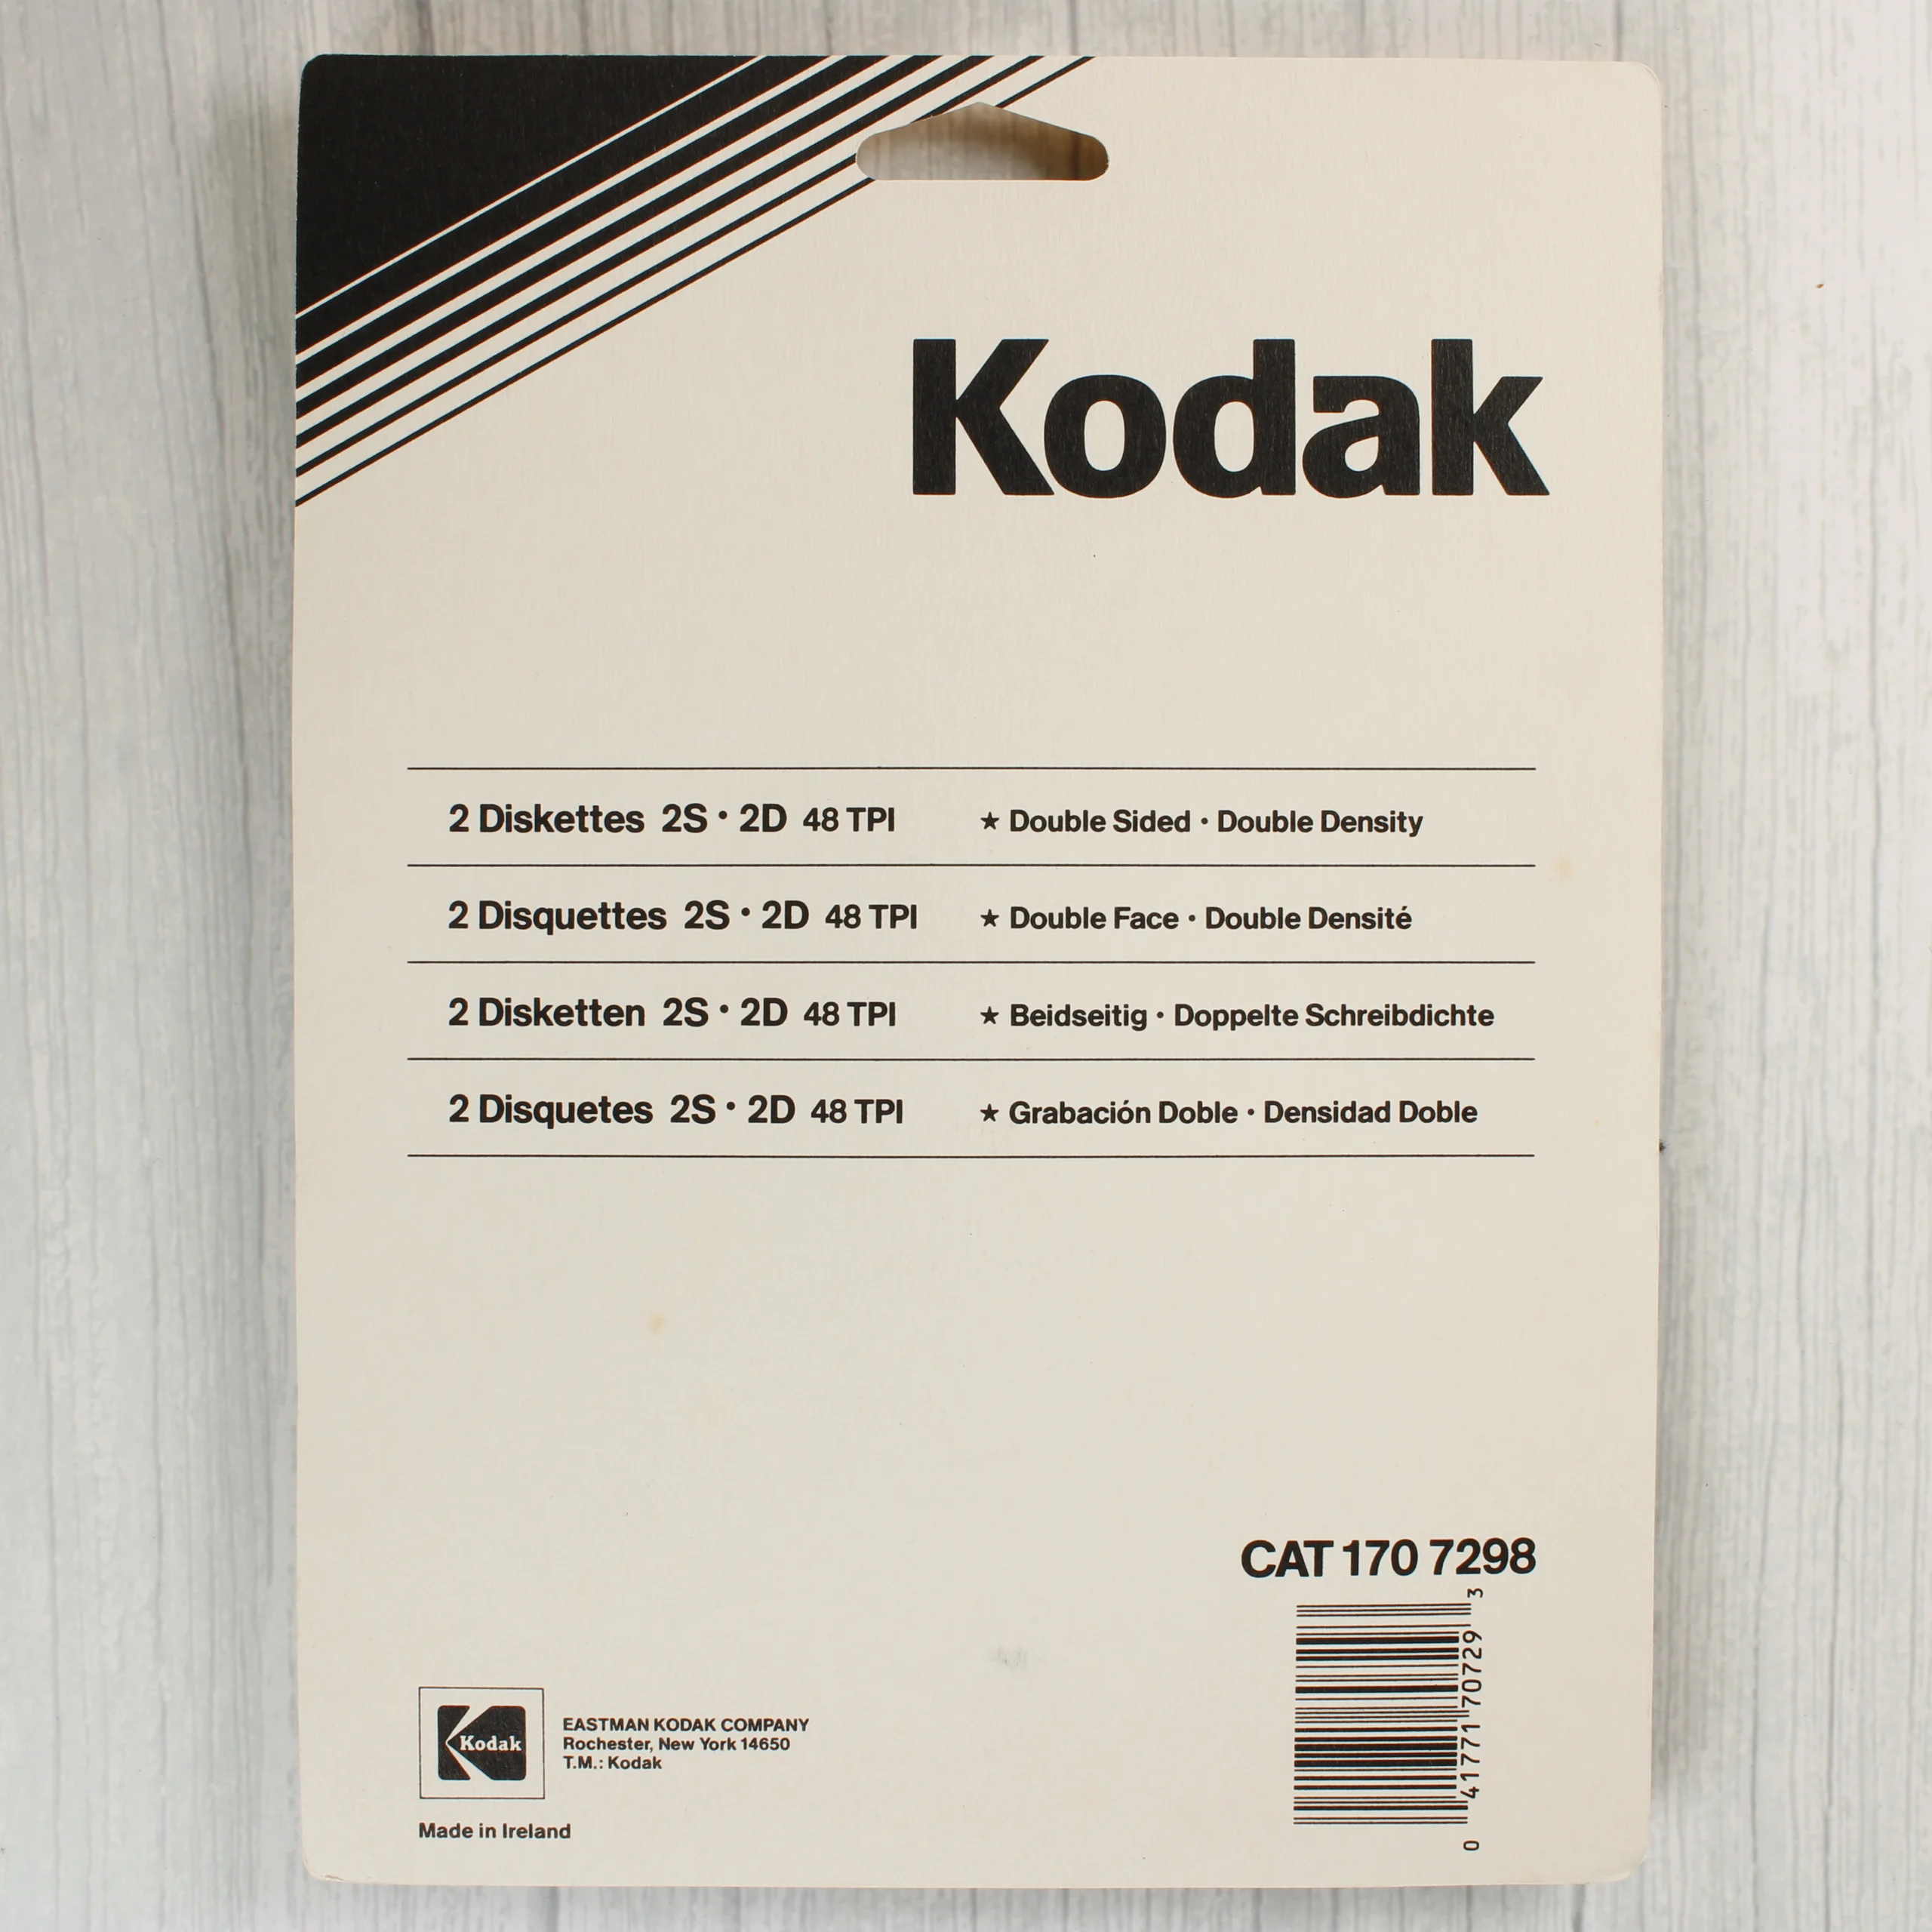 Kodak
2 Diskettes 2S • 2D 48 TPI ★ Double Sided • Double Density
2 Disquettes 2S • 2D 48 TPI ★ Double Face • Double Densité
2 Disketten 2S • 2D 48 TPI ★ Beidseitig • Doppelte Schreibdichte
2 Disquetes 2S • 2D 48 TPI ★ Grabación Doble • Densidad Doble
CAT 170 7298
0 41771 70729 3
Kodak
EASTMAN KODAK COMPANY
Rochester, New York 14650
T.M.: Kodak
Made in Ireland